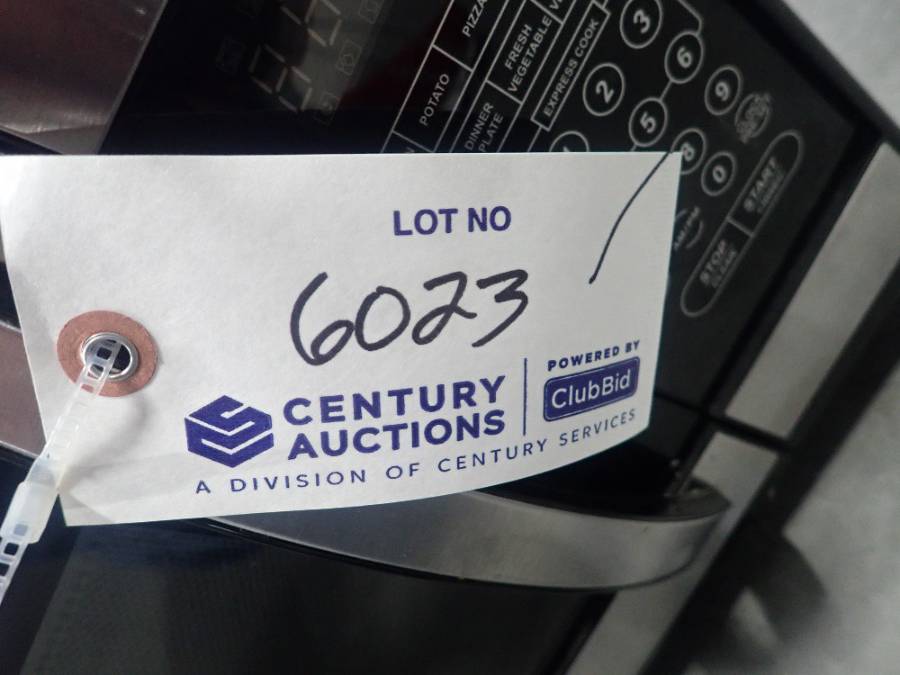 PIZZA
POTATO
FRESH
VEGETABLE
DINNER
PLATE
EXPRESS COOK
3
2
6
5
9
8
0
START
STOP
CLEAR
LOT NO
6023
CENTURY
AUCTIONS
POWERED BY
ClubBid
A DIVISION OF CENTURY SERVICES